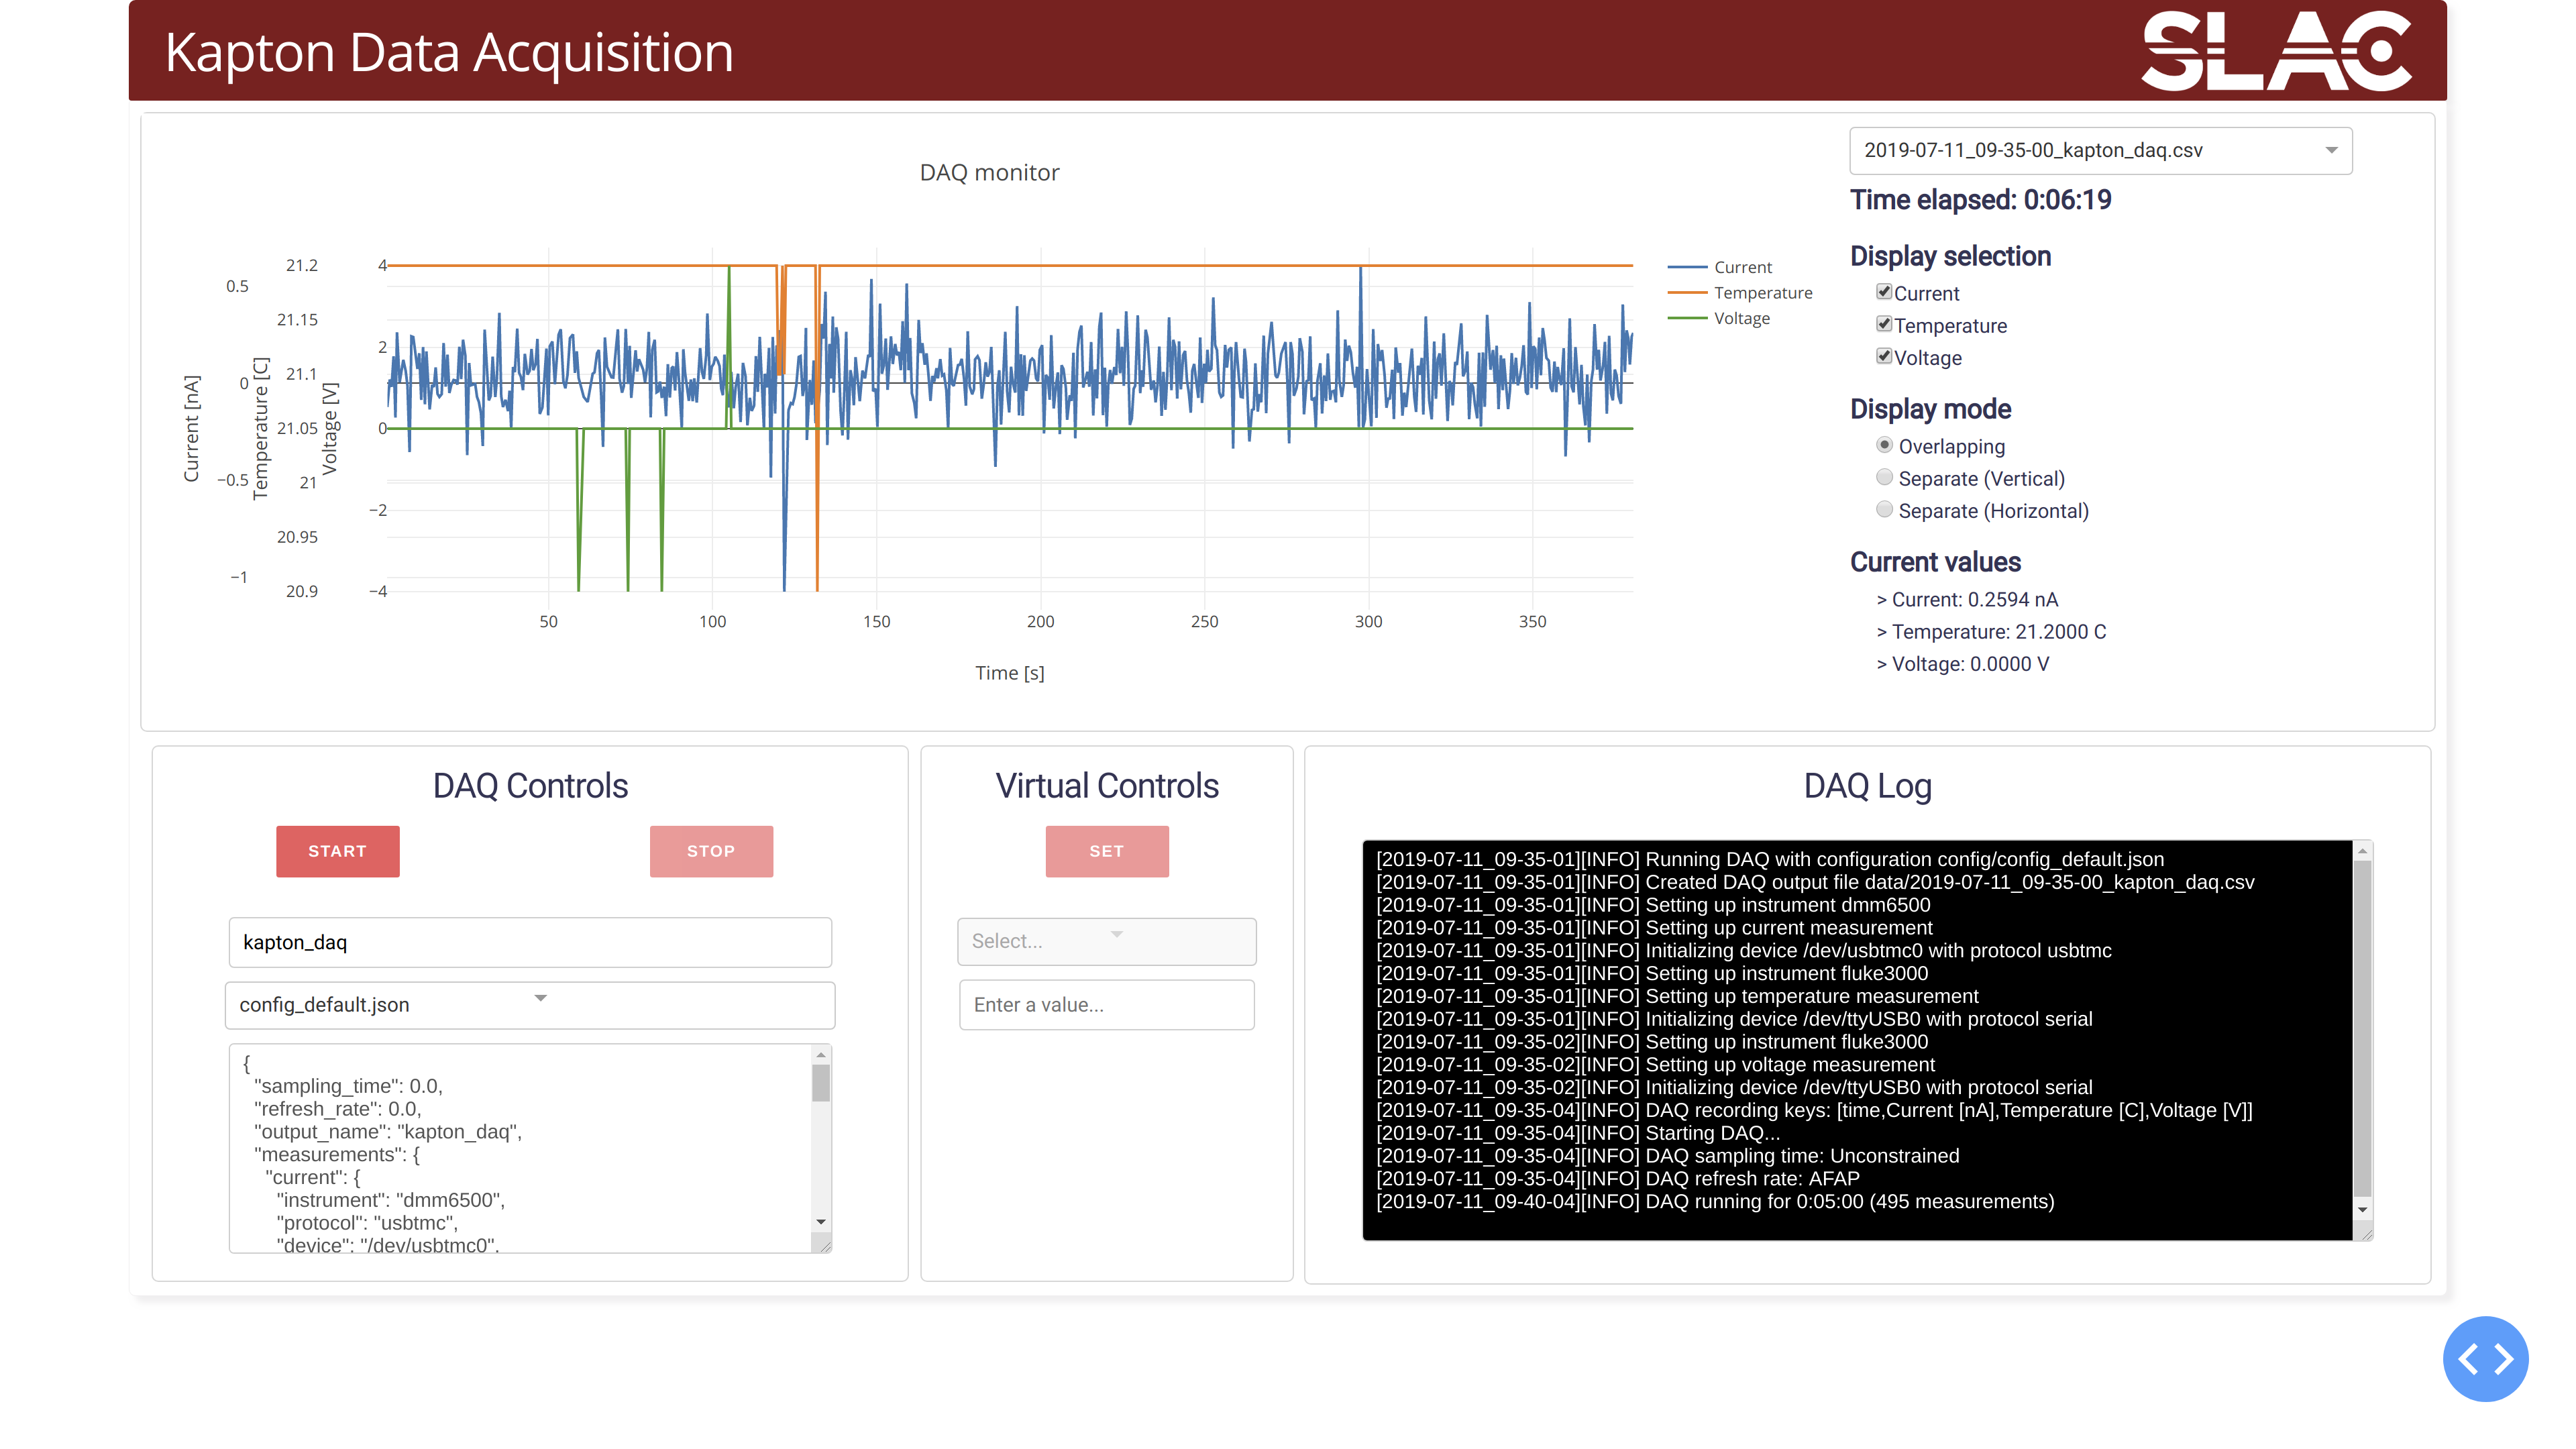 Kapton Data Acquisition
SLAC
DAQ monitor
21.2
21.15
21.1
21.05
21
20.95
20.9
0.5
0
−0.5
−1
4
2
0
−2
−4
Current [nA]
Temperature [C]
Voltage [V]
50 100 150 200 250 300 350
Time [s]
Current
Temperature
Voltage
2019-07-11_09-35-00_kapton_daq.csv
Time elapsed: 0:06:19
Display selection
Current
Temperature
Voltage
Display mode
Overlapping
Separate (Vertical)
Separate (Horizontal)
Current values
> Current: 0.2594 nA
> Temperature: 21.2000 C
> Voltage: 0.0000 V
DAQ Controls
START STOP
kapton_daq
config_default.json
{
"sampling_time": 0.0,
"refresh_rate": 0.0,
"output_name": "kapton_daq",
"measurements": {
"current": {
"instrument": "dmm6500",
"protocol": "usbtmc",
"device": "/dev/usbtmc0",
Virtual Controls
SET
Select...
Enter a value...
DAQ Log
[2019-07-11_09-35-01][INFO] Running DAQ with configuration config/config_default.json
[2019-07-11_09-35-01][INFO] Created DAQ output file data/2019-07-11_09-35-00_kapton_daq.csv
[2019-07-11_09-35-01][INFO] Setting up instrument dmm6500
[2019-07-11_09-35-01][INFO] Setting up current measurement
[2019-07-11_09-35-01][INFO] Initializing device /dev/usbtmc0 with protocol usbtmc
[2019-07-11_09-35-01][INFO] Setting up instrument fluke3000
[2019-07-11_09-35-01][INFO] Setting up temperature measurement
[2019-07-11_09-35-01][INFO] Initializing device /dev/ttyUSB0 with protocol serial
[2019-07-11_09-35-02][INFO] Setting up instrument fluke3000
[2019-07-11_09-35-02][INFO] Setting up voltage measurement
[2019-07-11_09-35-02][INFO] Initializing device /dev/ttyUSB0 with protocol serial
[2019-07-11_09-35-04][INFO] DAQ recording keys: [time,Current [nA],Temperature [C],Voltage [V]]
[2019-07-11_09-35-04][INFO] Starting DAQ...
[2019-07-11_09-35-04][INFO] DAQ sampling time: Unconstrained
[2019-07-11_09-35-04][INFO] DAQ refresh rate: AFAP
[2019-07-11_09-40-04][INFO] DAQ running for 0:05:00 (495 measurements)